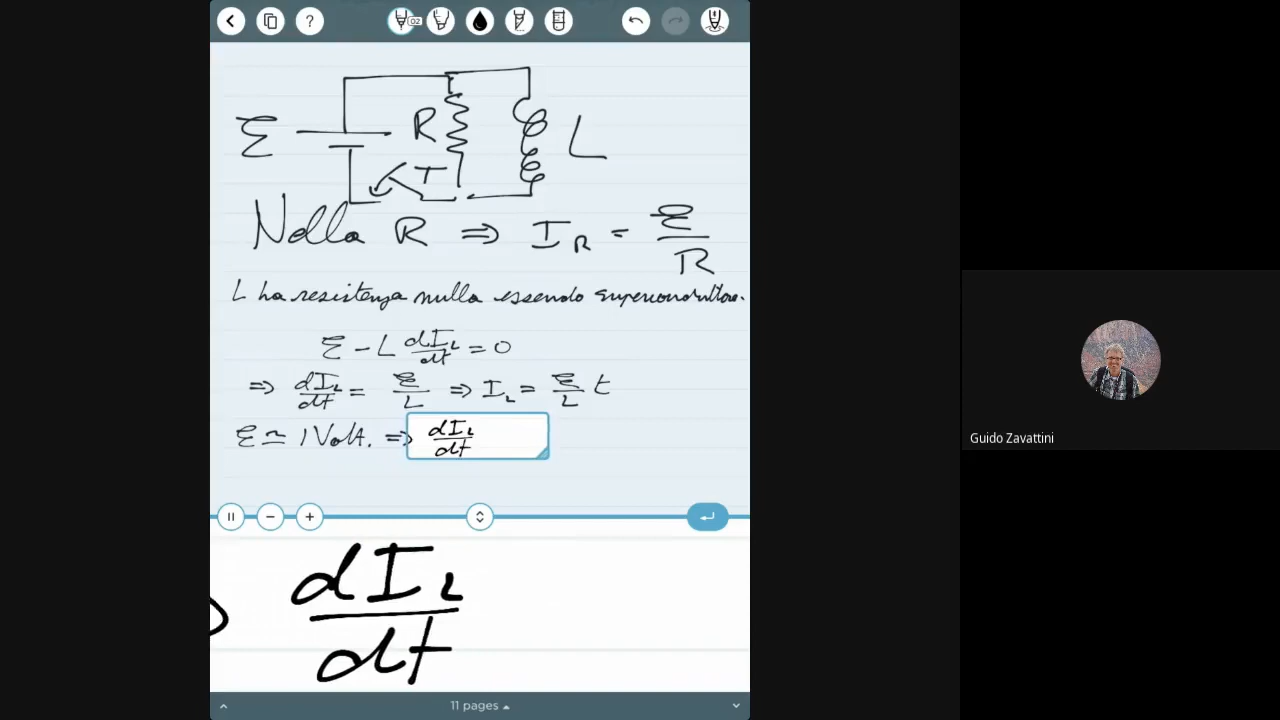 ?
02
ℰ R T L
Nella R ⇒ I_R = ℰ/R
L ha resistenza nulla essendo superconduttore.
ℰ - L dI_L/dt = 0
⇒ dI_L/dt = ℰ/L ⇒ I_L = ℰ/L t
ℰ ≃ 1 Volt. ⇒ dI_L/dt
dI_L/dt
11 pages
Guido Zavattini